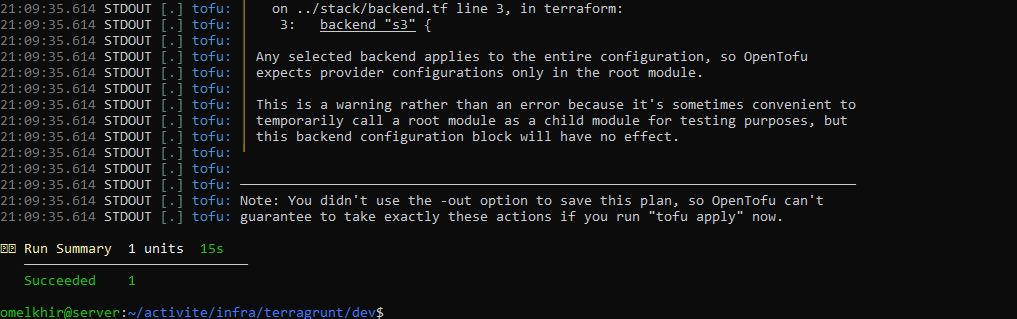 21:09:35.614 STDOUT [.] tofu: │   on ../stack/backend.tf line 3, in terraform:
21:09:35.614 STDOUT [.] tofu: │    3:   backend "s3" {
21:09:35.614 STDOUT [.] tofu: │
21:09:35.614 STDOUT [.] tofu: │ Any selected backend applies to the entire configuration, so OpenTofu
21:09:35.614 STDOUT [.] tofu: │ expects provider configurations only in the root module.
21:09:35.614 STDOUT [.] tofu: │
21:09:35.614 STDOUT [.] tofu: │ This is a warning rather than an error because it's sometimes convenient to
21:09:35.614 STDOUT [.] tofu: │ temporarily call a root module as a child module for testing purposes, but
21:09:35.614 STDOUT [.] tofu: │ this backend configuration block will have no effect.
21:09:35.614 STDOUT [.] tofu: ╵
21:09:35.614 STDOUT [.] tofu:
21:09:35.614 STDOUT [.] tofu: ─────────────────────────────────────────────────────────────────────────────
21:09:35.614 STDOUT [.] tofu: Note: You didn't use the -out option to save this plan, so OpenTofu can't
21:09:35.614 STDOUT [.] tofu: guarantee to take exactly these actions if you run "tofu apply" now.
Run Summary  1 units  15s
────────────────────────────
Succeeded    1
omelkhir@server:~/activite/infra/terragrunt/dev$